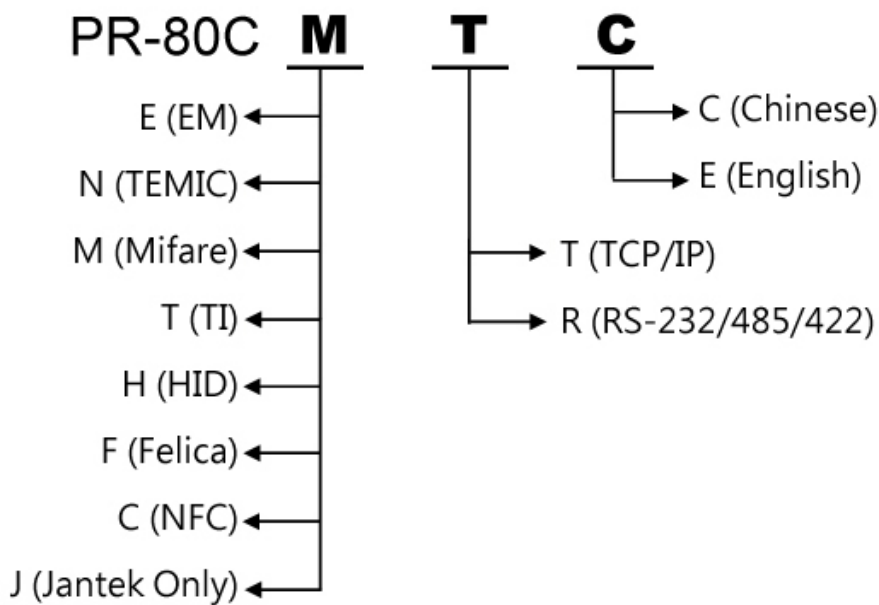 PR-80C M T C
E (EM)
N (TEMIC)
M (Mifare)
T (TI)
H (HID)
F (Felica)
C (NFC)
J (Jantek Only)
T (TCP/IP)
R (RS-232/485/422)
C (Chinese)
E (English)